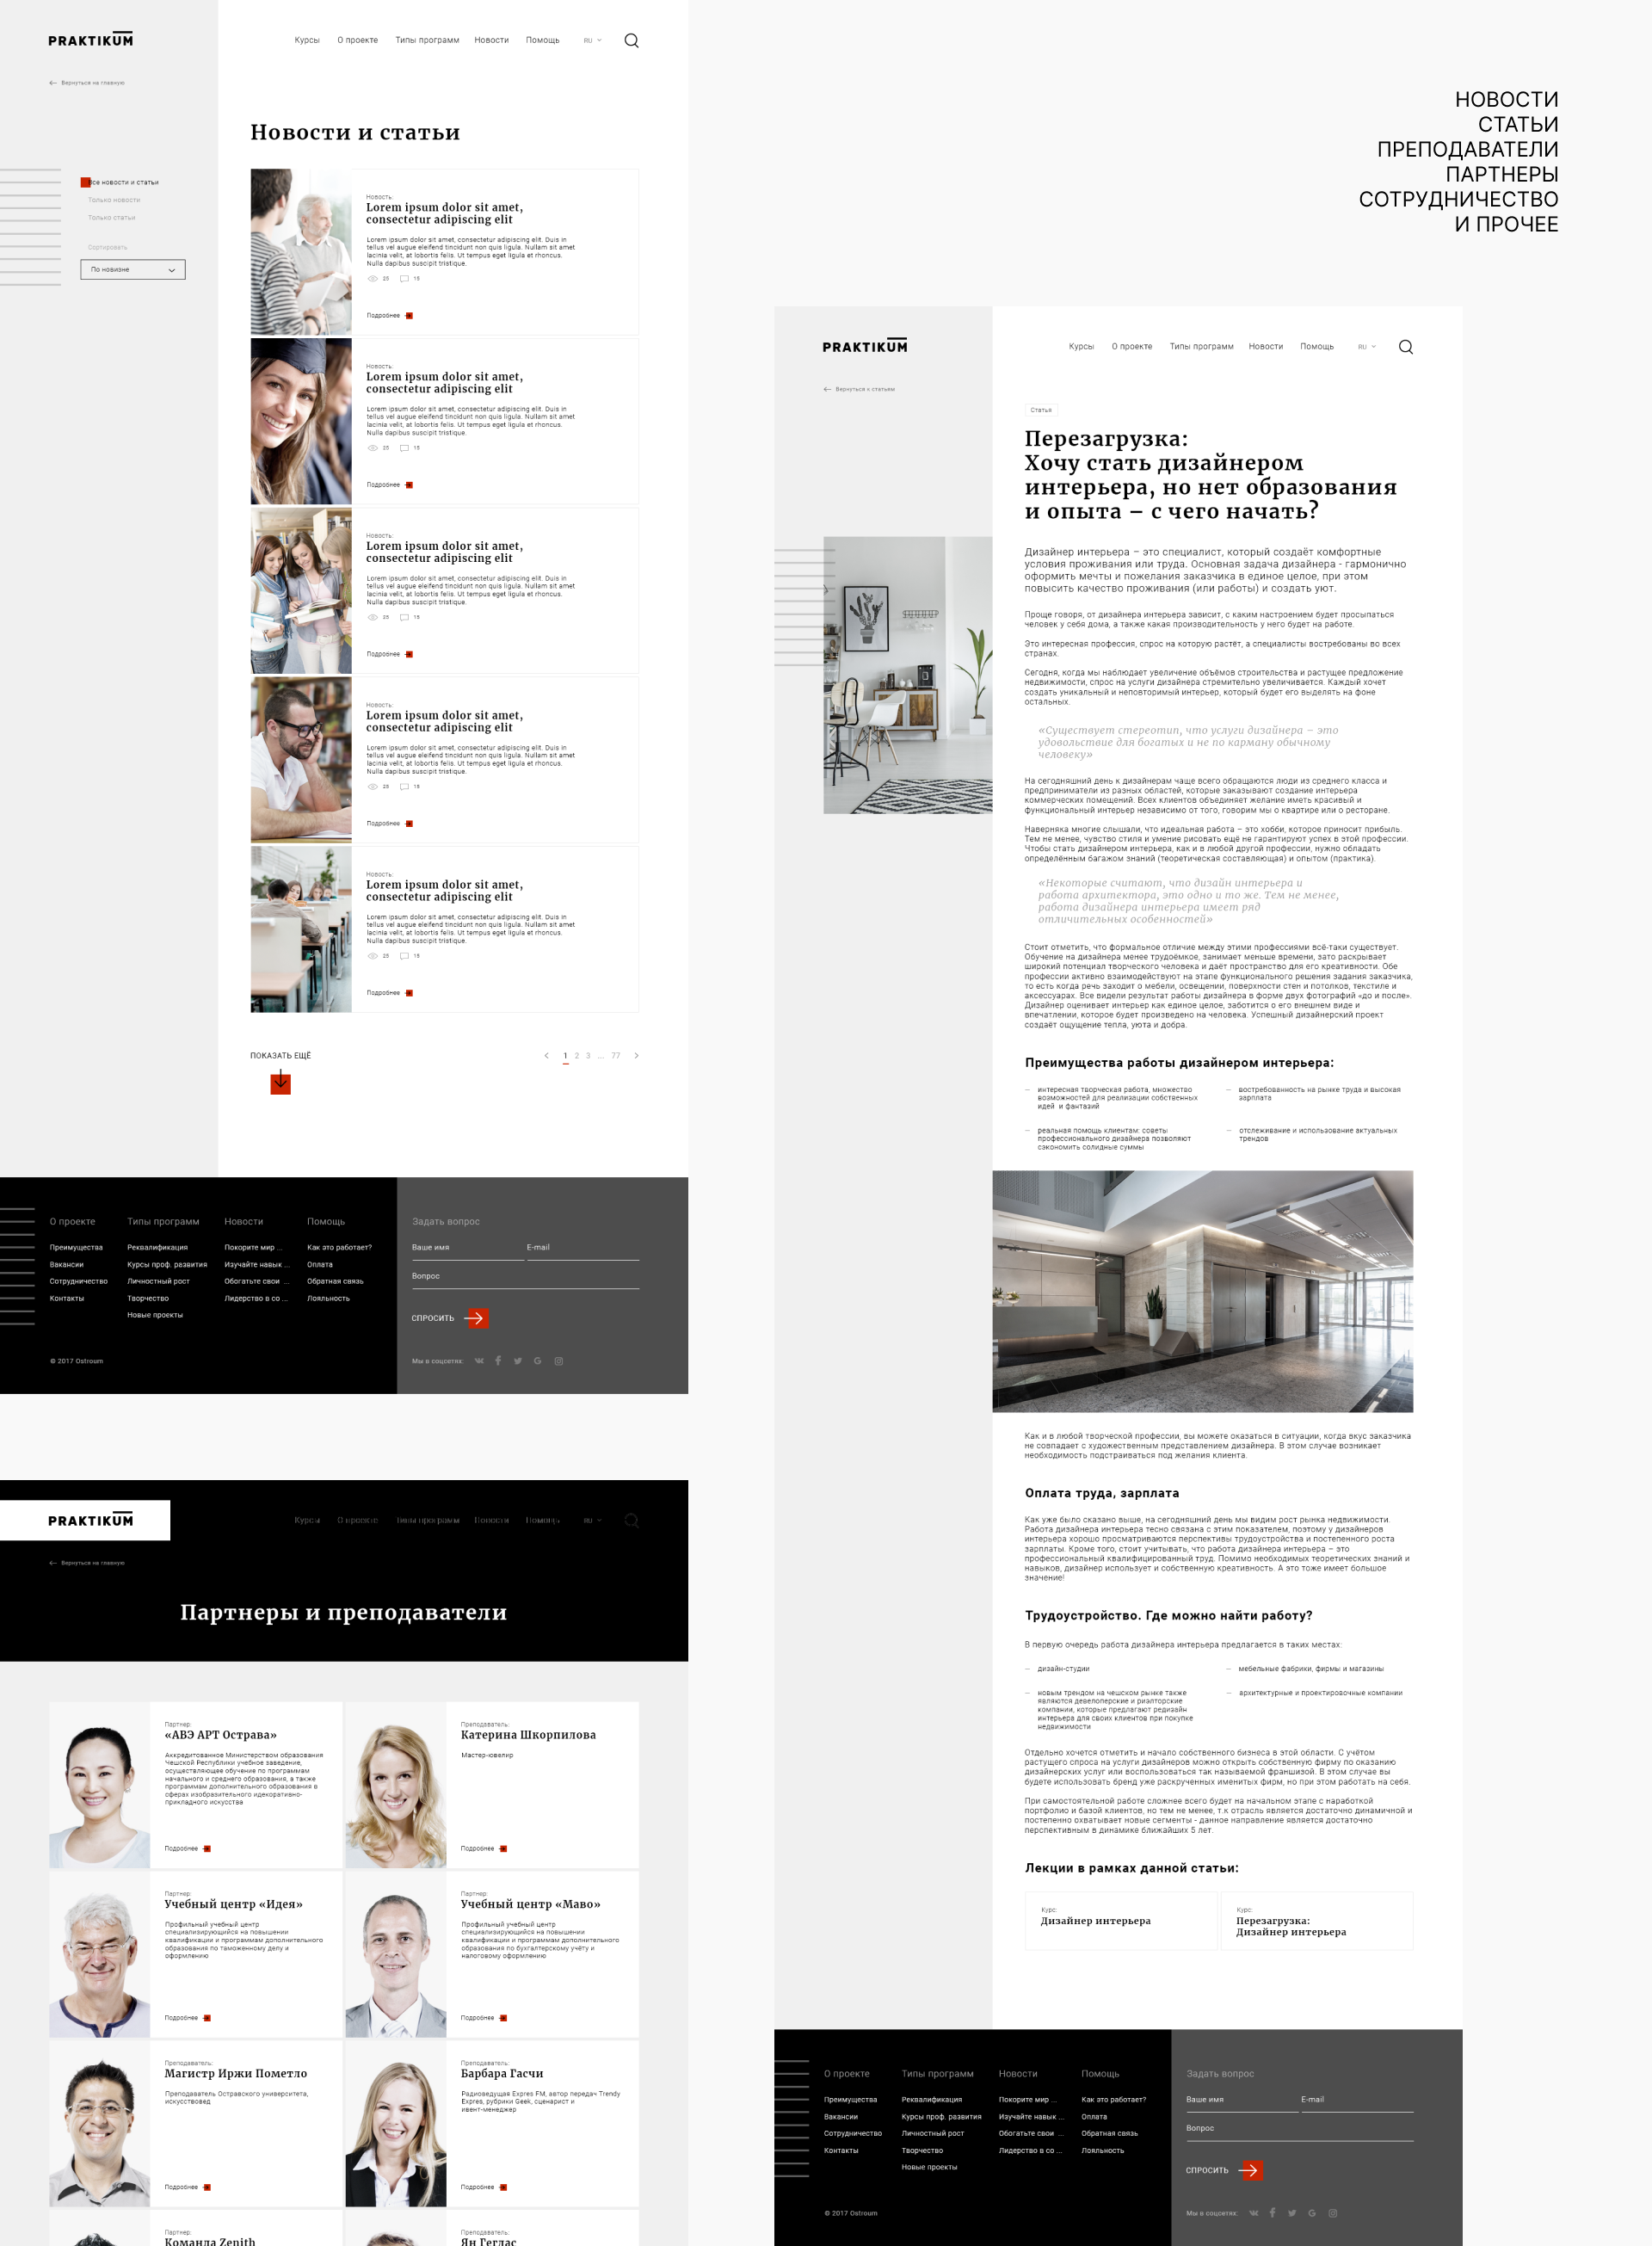 PRAKTIKUM
Курсы О проекте Типы программ Новости Помощь RU
Вернуться на главную
Новости и статьи
Все новости и статьи
Только новости
Только статьи
Сортировать
По новизне
Новость:
Lorem ipsum dolor sit amet,
consectetur adipiscing elit
Lorem ipsum dolor sit amet, consectetur adipiscing elit. Duis in
tellus vel augue eleifend tincidunt non quis ligula. Nullam sit amet
lacinia velit, at lobortis felis. Ut tempus eget ligula et rhoncus.
Nulla dapibus suscipit tristique.
25 15
Подробнее
Новость:
Lorem ipsum dolor sit amet,
consectetur adipiscing elit
Lorem ipsum dolor sit amet, consectetur adipiscing elit. Duis in
tellus vel augue eleifend tincidunt non quis ligula. Nullam sit amet
lacinia velit, at lobortis felis. Ut tempus eget ligula et rhoncus.
Nulla dapibus suscipit tristique.
25 15
Подробнее
Новость:
Lorem ipsum dolor sit amet,
consectetur adipiscing elit
Lorem ipsum dolor sit amet, consectetur adipiscing elit. Duis in
tellus vel augue eleifend tincidunt non quis ligula. Nullam sit amet
lacinia velit, at lobortis felis. Ut tempus eget ligula et rhoncus.
Nulla dapibus suscipit tristique.
25 15
Подробнее
Новость:
Lorem ipsum dolor sit amet,
consectetur adipiscing elit
Lorem ipsum dolor sit amet, consectetur adipiscing elit. Duis in
tellus vel augue eleifend tincidunt non quis ligula. Nullam sit amet
lacinia velit, at lobortis felis. Ut tempus eget ligula et rhoncus.
Nulla dapibus suscipit tristique.
25 15
Подробнее
Новость:
Lorem ipsum dolor sit amet,
consectetur adipiscing elit
Lorem ipsum dolor sit amet, consectetur adipiscing elit. Duis in
tellus vel augue eleifend tincidunt non quis ligula. Nullam sit amet
lacinia velit, at lobortis felis. Ut tempus eget ligula et rhoncus.
Nulla dapibus suscipit tristique.
25 15
Подробнее
ПОКАЗАТЬ ЕЩЁ
1 2 3 ... 77
О проекте Типы программ Новости Помощь
Преимущества Реквалификация Покорите мир ... Как это работает?
Вакансии Курсы проф. развития Изучайте навык ... Оплата
Сотрудничество Личностный рост Обогатьте свои ... Обратная связь
Контакты Творчество Лидерство в со ... Лояльность
Новые проекты
© 2017 Ostroum
Задать вопрос
Ваше имя E-mail
Вопрос
СПРОСИТЬ
Мы в соцсетях:
PRAKTIKUM
Курсы О проекте Типы программ Новости Помощь RU
Вернуться на главную
Партнеры и преподаватели
Партнер:
«АВЭ АРТ Острава»
Аккредитованное Министерством образования
Чешской Республики учебное заведение,
осуществляющее обучение по программам
начального и среднего образования, а также
программам дополнительного образования в
сферах изобразительного идекоративно-
прикладного искусства
Подробнее
Преподаватель:
Катерина Шкорпилова
Мастер-ювелир
Подробнее
Партнер:
Учебный центр «Идея»
Профильный учебный центр
специализирующийся на повышении
квалификации и программам дополнительного
образования по таможенному делу и
оформлению
Подробнее
Партнер:
Учебный центр «Маво»
Профильный учебный центр
специализирующийся на повышении
квалификации и программам дополнительного
образования по бухгалтерскому учёту и
налоговому оформлению
Подробнее
Преподаватель:
Магистр Иржи Пометло
Преподаватель Остравского университета,
искусствовед
Подробнее
Преподаватель:
Барбара Гасчи
Радиоведущая Expres FM, автор передач Trendy
Expres, рубрики Geek, сценарист и
ивент-менеджер
Подробнее
Партнер:
Команда Zenith
Преподаватель:
Ян Геглас
НОВОСТИ
СТАТЬИ
ПРЕПОДАВАТЕЛИ
ПАРТНЕРЫ
СОТРУДНИЧЕСТВО
И ПРОЧЕЕ
PRAKTIKUM
Курсы О проекте Типы программ Новости Помощь RU
Вернуться к статьям
Статья
Перезагрузка:
Хочу стать дизайнером
интерьера, но нет образования
и опыта – с чего начать?
Дизайнер интерьера – это специалист, который создаёт комфортные
условия проживания или труда. Основная задача дизайнера - гармонично
оформить мечты и пожелания заказчика в единое целое, при этом
повысить качество проживания (или работы) и создать уют.
Проще говоря, от дизайнера интерьера зависит, с каким настроением будет просыпаться
человек у себя дома, а также какая производительность у него будет на работе.
Это интересная профессия, спрос на которую растёт, а специалисты востребованы во всех
странах.
Сегодня, когда мы наблюдает увеличение объёмов строительства и растущее предложение
недвижимости, спрос на услуги дизайнера стремительно увеличивается. Каждый хочет
создать уникальный и неповторимый интерьер, который будет его выделять на фоне
остальных.
«Существует стереотип, что услуги дизайнера – это
удовольствие для богатых и не по карману обычному
человеку»
На сегодняшний день к дизайнерам чаще всего обращаются люди из среднего класса и
предприниматели из разных областей, которые заказывают создание интерьера
коммерческих помещений. Всех клиентов объединяет желание иметь красивый и
функциональный интерьер независимо от того, говорим мы о квартире или о ресторане.
Наверняка многие слышали, что идеальная работа – это хобби, которое приносит прибыль.
Тем не менее, чувство стиля и умение рисовать ещё не гарантируют успех в этой профессии.
Чтобы стать дизайнером интерьера, как и в любой другой профессии, нужно обладать
определённым багажом знаний (теоретическая составляющая) и опытом (практика).
«Некоторые считают, что дизайн интерьера и
работа архитектора, это одно и то же. Тем не менее,
работа дизайнера интерьера имеет ряд
отличительных особенностей»
Стоит отметить, что формальное отличие между этими профессиями всё-таки существует.
Обучение на дизайнера менее трудоёмкое, занимает меньше времени, зато раскрывает
широкий потенциал творческого человека и даёт пространство для его креативности. Обе
профессии активно взаимодействуют на этапе функционального решения задания заказчика,
то есть когда речь заходит о мебели, освещении, поверхности стен и потолков, текстиле и
аксессуарах. Все видели результат работы дизайнера в форме двух фотографий «до и после».
Дизайнер оценивает интерьер как единое целое, заботится о его внешнем виде и
впечатлении, которое будет произведено на человека. Успешный дизайнерский проект
создаёт ощущение тепла, уюта и добра.
Преимущества работы дизайнером интерьера:
— интересная творческая работа, множество
возможностей для реализации собственных
идей и фантазий
— востребованность на рынке труда и высокая
зарплата
— реальная помощь клиентам: советы
профессионального дизайнера позволяют
сэкономить солидные суммы
— отслеживание и использование актуальных
трендов
Как и в любой творческой профессии, вы можете оказаться в ситуации, когда вкус заказчика
не совпадает с художественным представлением дизайнера. В этом случае возникает
необходимость подстраиваться под желания клиента.
Оплата труда, зарплата
Как уже было сказано выше, на сегодняшний день мы видим рост рынка недвижимости.
Работа дизайнера интерьера тесно связана с этим показателем, поэтому у дизайнеров
интерьера хорошо просматриваются перспективы трудоустройства и постепенного роста
зарплаты. Кроме того, стоит учитывать, что работа дизайнера интерьера – это
профессиональный квалифицированный труд. Помимо необходимых теоретических знаний и
навыков, дизайнер использует и собственную креативность. А это тоже имеет большое
значение!
Трудоустройство. Где можно найти работу?
В первую очередь работа дизайнера интерьера предлагается в таких местах:
— дизайн-студии
— мебельные фабрики, фирмы и магазины
— новым трендом на чешском рынке также
являются девелоперские и риэлторские
компании, которые предлагают редизайн
интерьера для своих клиентов при покупке
недвижимости
— архитектурные и проектировочные компании
Отдельно хочется отметить и начало собственного бизнеса в этой области. С учётом
растущего спроса на услуги дизайнеров можно открыть собственную фирму по оказанию
дизайнерских услуг или воспользоваться так называемой франшизой. В этом случае вы
будете использовать бренд уже раскрученных именитых фирм, но при этом работать на себя.
При самостоятельной работе сложнее всего будет на начальном этапе с наработкой
портфолио и базой клиентов, но тем не менее, т.к отрасль является достаточно динамичной и
постепенно охватывает новые сегменты - данное направление является достаточно
перспективным в динамике ближайших 5 лет.
Лекции в рамках данной статьи:
Курс:
Дизайнер интерьера
Курс:
Перезагрузка:
Дизайнер интерьера
О проекте Типы программ Новости Помощь
Преимущества Реквалификация Покорите мир ... Как это работает?
Вакансии Курсы проф. развития Изучайте навык ... Оплата
Сотрудничество Личностный рост Обогатьте свои ... Обратная связь
Контакты Творчество Лидерство в со ... Лояльность
Новые проекты
© 2017 Ostroum
Задать вопрос
Ваше имя E-mail
Вопрос
СПРОСИТЬ
Мы в соцсетях: